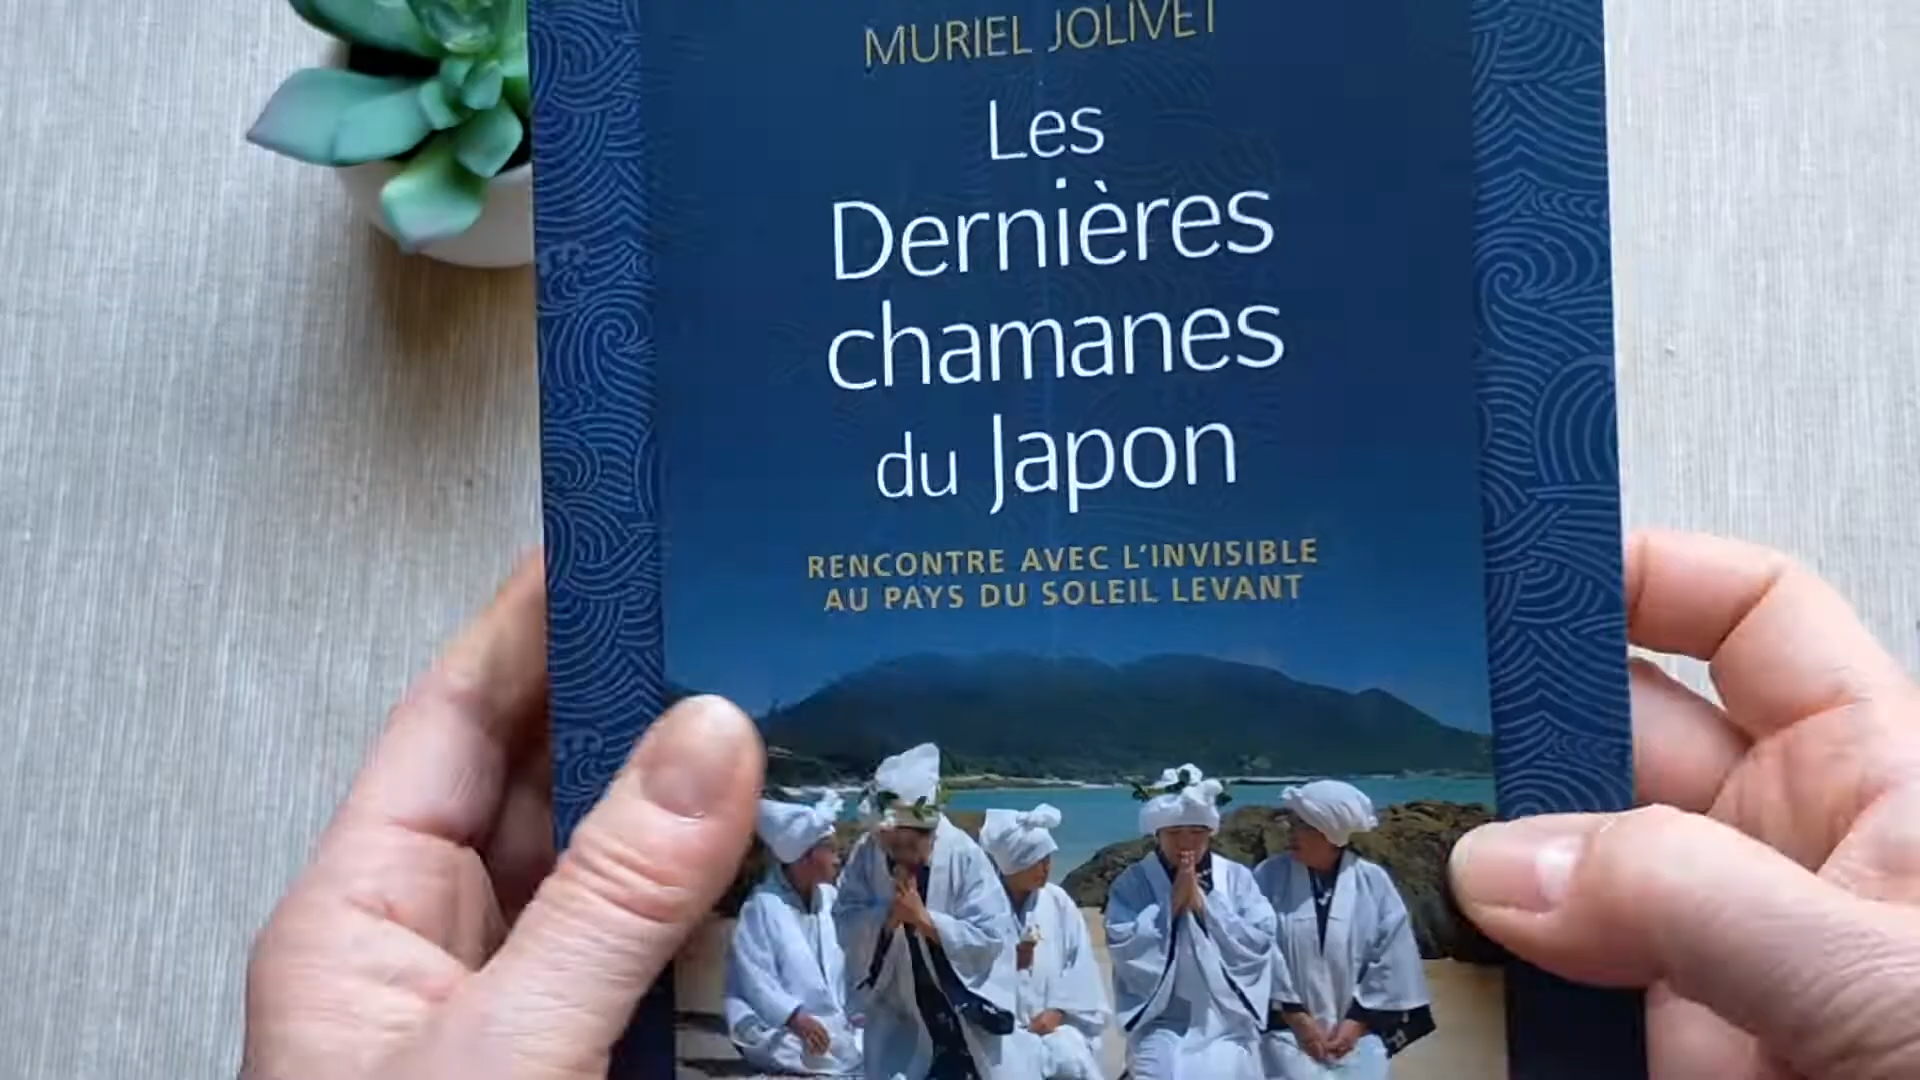 MURIEL JOLIVET
Les
Dernières
chamanes
du Japon
RENCONTRE AVEC L'INVISIBLE
AU PAYS DU SOLEIL LEVANT